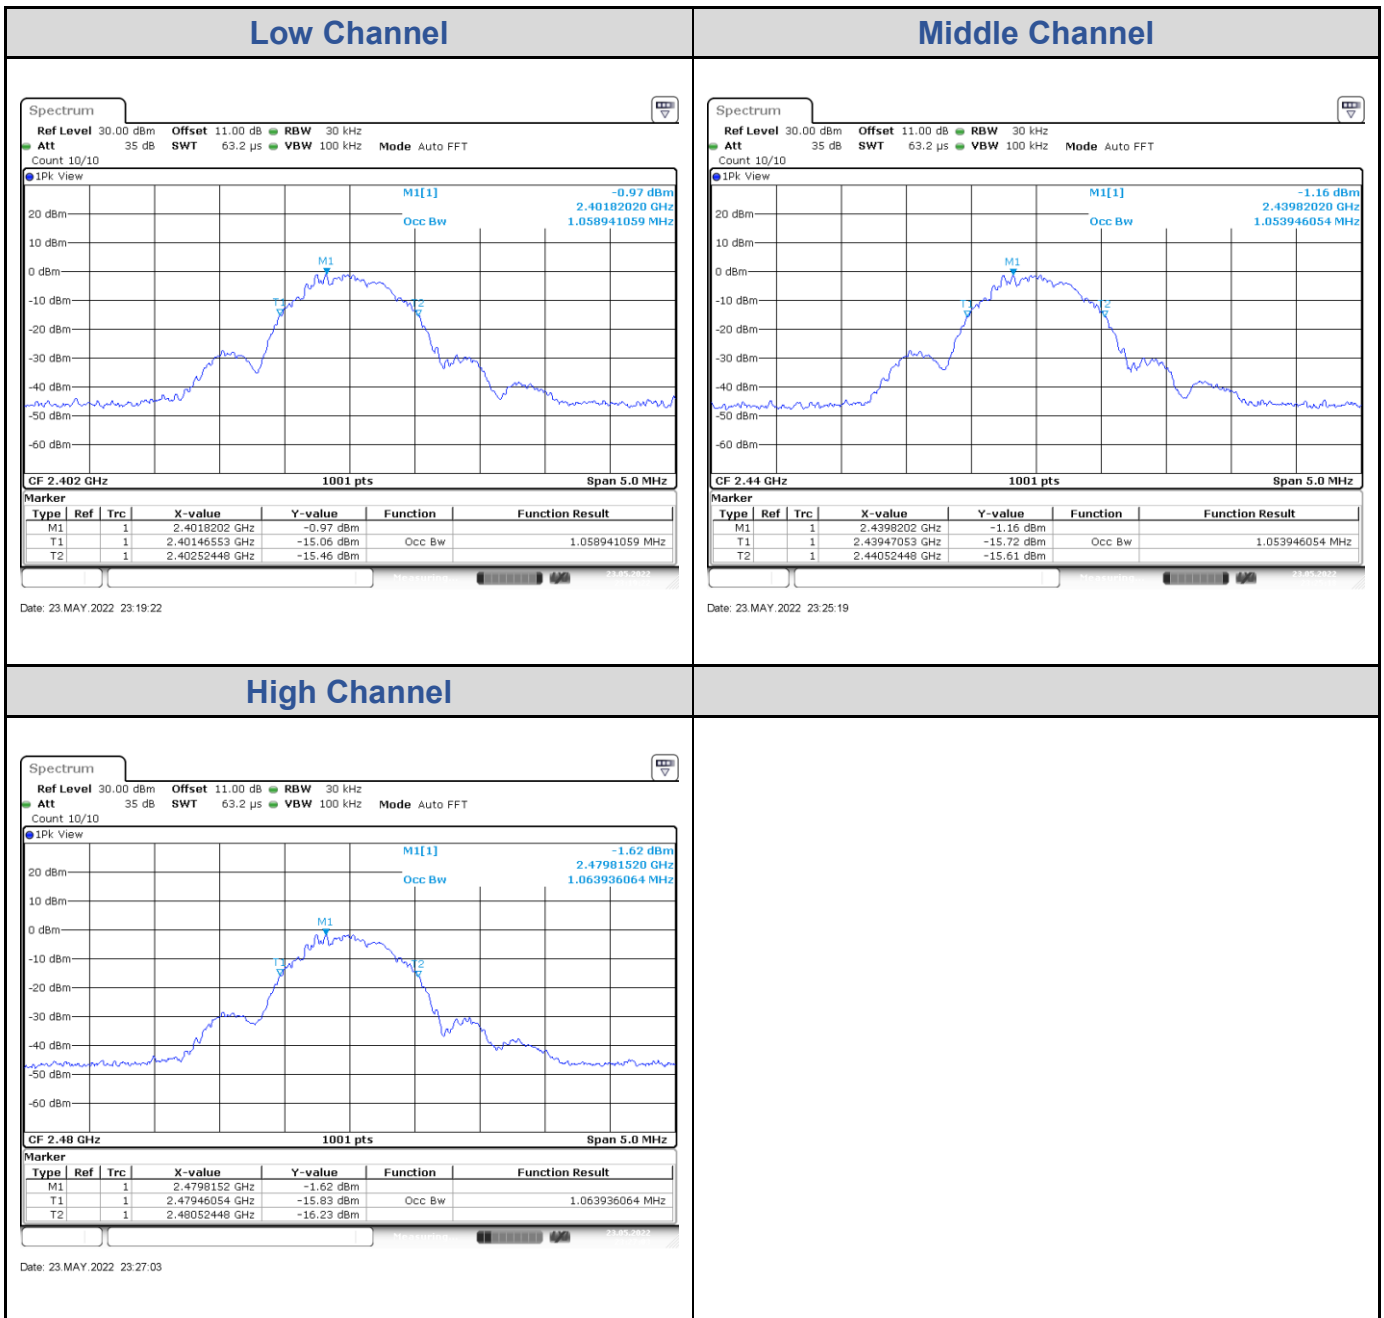 Low Channel
Spectrum
Ref Level 30.00 dBm Offset 11.00 dB RBW 30 kHz
Att 35 dB SWT 63.2 µs VBW 100 kHz Mode Auto FFT
Count 10/10
1Pk View
M1[1] -0.97 dBm
2.40182020 GHz
Occ Bw 1.058941059 MHz
20 dBm
10 dBm
M1
0 dBm
-10 dBm
T1 T2
-20 dBm
-30 dBm
-40 dBm
-50 dBm
-60 dBm
CF 2.402 GHz 1001 pts Span 5.0 MHz
Marker
Type Ref Trc X-value Y-value Function Function Result
M1 1 2.4018202 GHz -0.97 dBm
T1 1 2.40146553 GHz -15.06 dBm Occ Bw 1.058941059 MHz
T2 1 2.40252448 GHz -15.46 dBm
Measuring 23.05.2022
Date: 23.MAY.2022 23:19:22
Middle Channel
Spectrum
Ref Level 30.00 dBm Offset 11.00 dB RBW 30 kHz
Att 35 dB SWT 63.2 µs VBW 100 kHz Mode Auto FFT
Count 10/10
1Pk View
M1[1] -1.16 dBm
2.43982020 GHz
Occ Bw 1.053946054 MHz
20 dBm
10 dBm
M1
0 dBm
-10 dBm
T1 T2
-20 dBm
-30 dBm
-40 dBm
-50 dBm
-60 dBm
CF 2.44 GHz 1001 pts Span 5.0 MHz
Marker
Type Ref Trc X-value Y-value Function Function Result
M1 1 2.4398202 GHz -1.16 dBm
T1 1 2.43947053 GHz -15.72 dBm Occ Bw 1.053946054 MHz
T2 1 2.44052448 GHz -15.61 dBm
Measuring 23.05.2022
Date: 23.MAY.2022 23:25:19
High Channel
Spectrum
Ref Level 30.00 dBm Offset 11.00 dB RBW 30 kHz
Att 35 dB SWT 63.2 µs VBW 100 kHz Mode Auto FFT
Count 10/10
1Pk View
M1[1] -1.62 dBm
2.47981520 GHz
Occ Bw 1.063936064 MHz
20 dBm
10 dBm
M1
0 dBm
-10 dBm
T1 T2
-20 dBm
-30 dBm
-40 dBm
-50 dBm
-60 dBm
CF 2.48 GHz 1001 pts Span 5.0 MHz
Marker
Type Ref Trc X-value Y-value Function Function Result
M1 1 2.4798152 GHz -1.62 dBm
T1 1 2.47946054 GHz -15.83 dBm Occ Bw 1.063936064 MHz
T2 1 2.48052448 GHz -16.23 dBm
Measuring 23.05.2022
Date: 23.MAY.2022 23:27:03